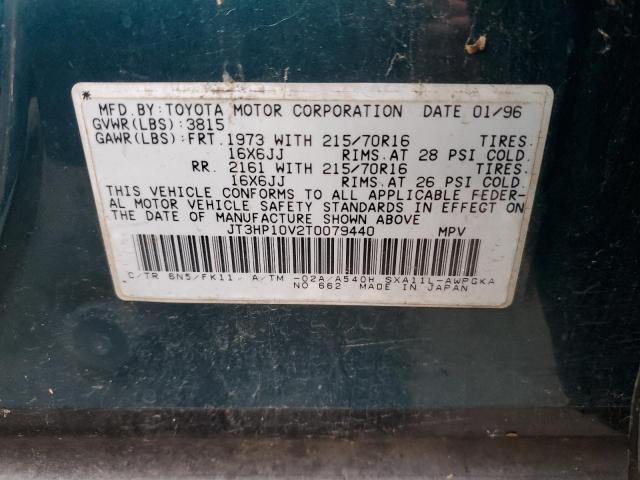 MFD. BY: TOYOTA MOTOR CORPORATION DATE 01/96
GVWR(LBS): 3815
GAWR(LBS): FRT. 1973 WITH 215/70R16 TIRES.
16X6JJ RIMS. AT 28 PSI COLD.
RR. 2161 WITH 215/70R16 TIRES.
16X6JJ RIMS. AT 26 PSI COLD.
THIS VEHICLE CONFORMS TO ALL APPLICABLE FEDER-
AL MOTOR VEHICLE SAFETY STANDARDS IN EFFECT ON
THE DATE OF MANUFACTURE SHOWN ABOVE
JT3HP10V2T0079440 MPV
C/TR 6N5/FK11 A/TM -02A/A540H SXA11L-AWPGKA
NO 662 MADE IN JAPAN